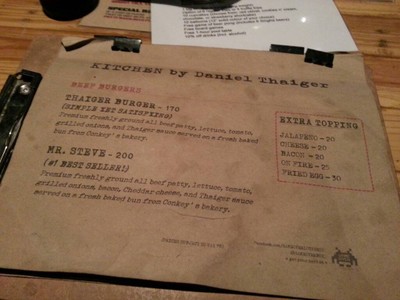 KITCHEN by Daniel Thaiger
BEEF BURGERS
THAIGER BURGER - 170
(SIMPLE YET SATISFYING)
Premium freshly ground all beef patty, lettuce, tomato,
grilled onions, and Thaiger sauce served on a fresh baked
bun from Conkey's bakery.
MR. STEVE - 200
(#1 BEST SELLER!)
Premium freshly ground all beef patty, lettuce, tomato,
grilled onions, bacon, Cheddar cheese, and Thaiger sauce
served on a fresh baked bun from Conkey's bakery.
EXTRA TOPPING
JALAPENO - 20
CHEESE - 20
BACON - 20
ON FIRE - 25
FRIED EGG - 30